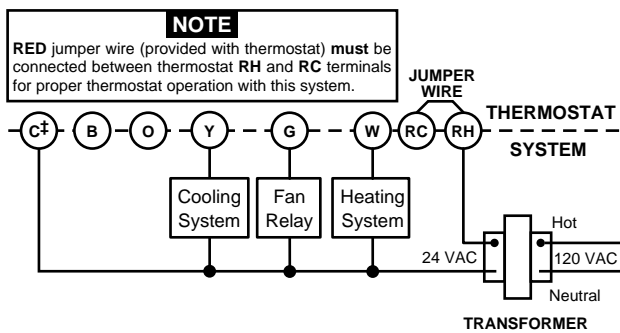 NOTE
RED jumper wire (provided with thermostat) must be
connected between thermostat RH and RC terminals
for proper thermostat operation with this system.
JUMPER
WIRE
THERMOSTAT
C‡ B O Y G W RC RH
SYSTEM
Cooling
System
Fan
Relay
Heating
System
Hot
24 VAC
120 VAC
Neutral
TRANSFORMER